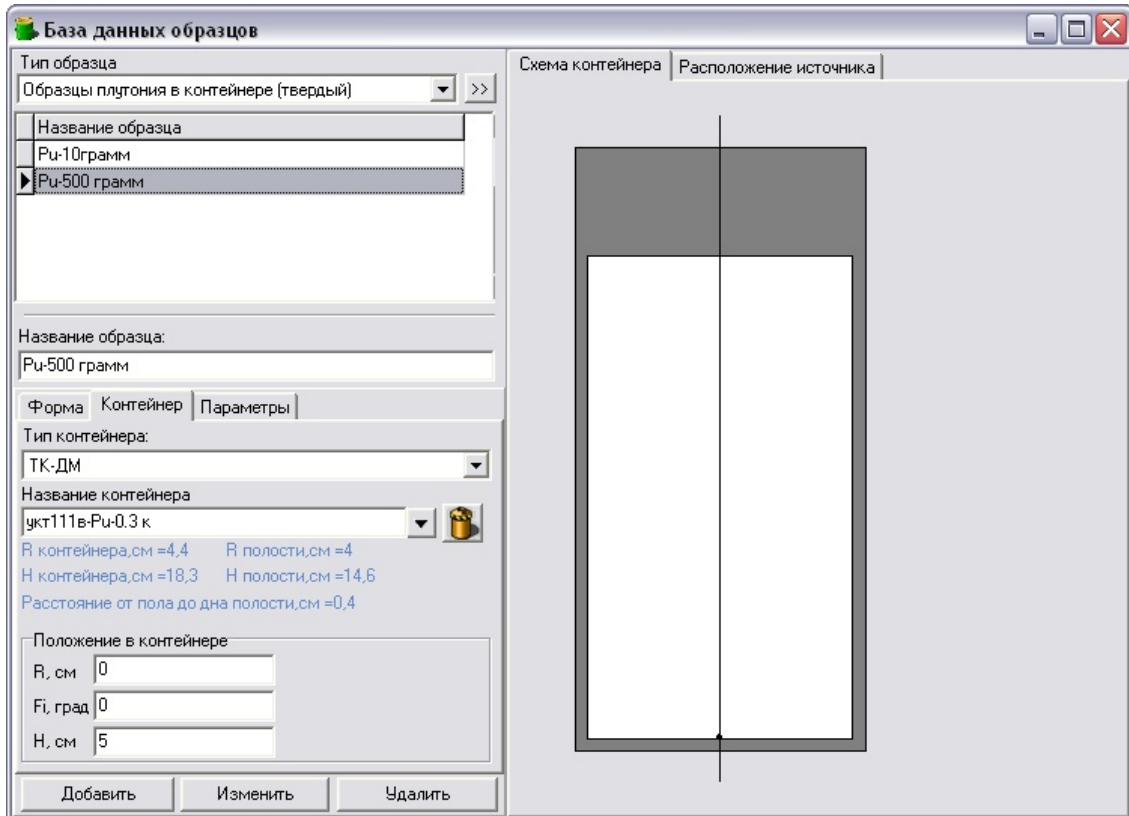 База данных образцов
Тип образца
Образцы плутония в контейнере (твердый)
>>
Название образца
Pu-10грамм
Pu-500 грамм
Название образца:
Pu-500 грамм
Форма Контейнер Параметры
Тип контейнера:
ТК-ДМ
Название контейнера
укт111в-Pu-0.3 к
R контейнера,см =4,4 R полости,см =4
H контейнера,см =18,3 H полости,см =14,6
Расстояние от пола до дна полости,см =0,4
Положение в контейнере
R, см 0
Fi, град 0
H, см 5
Добавить Изменить Удалить
Схема контейнера Расположение источника